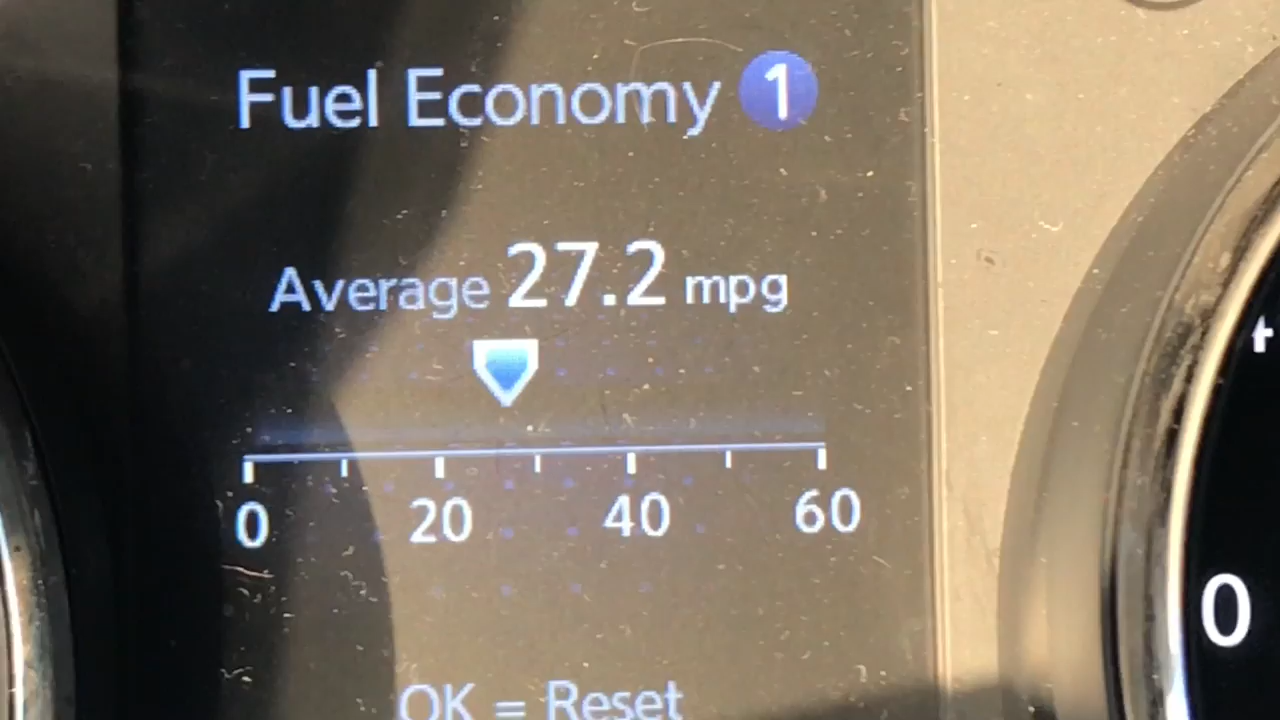 Fuel Economy 1
Average 27.2 mpg
0 20 40 60
0
OK = Reset